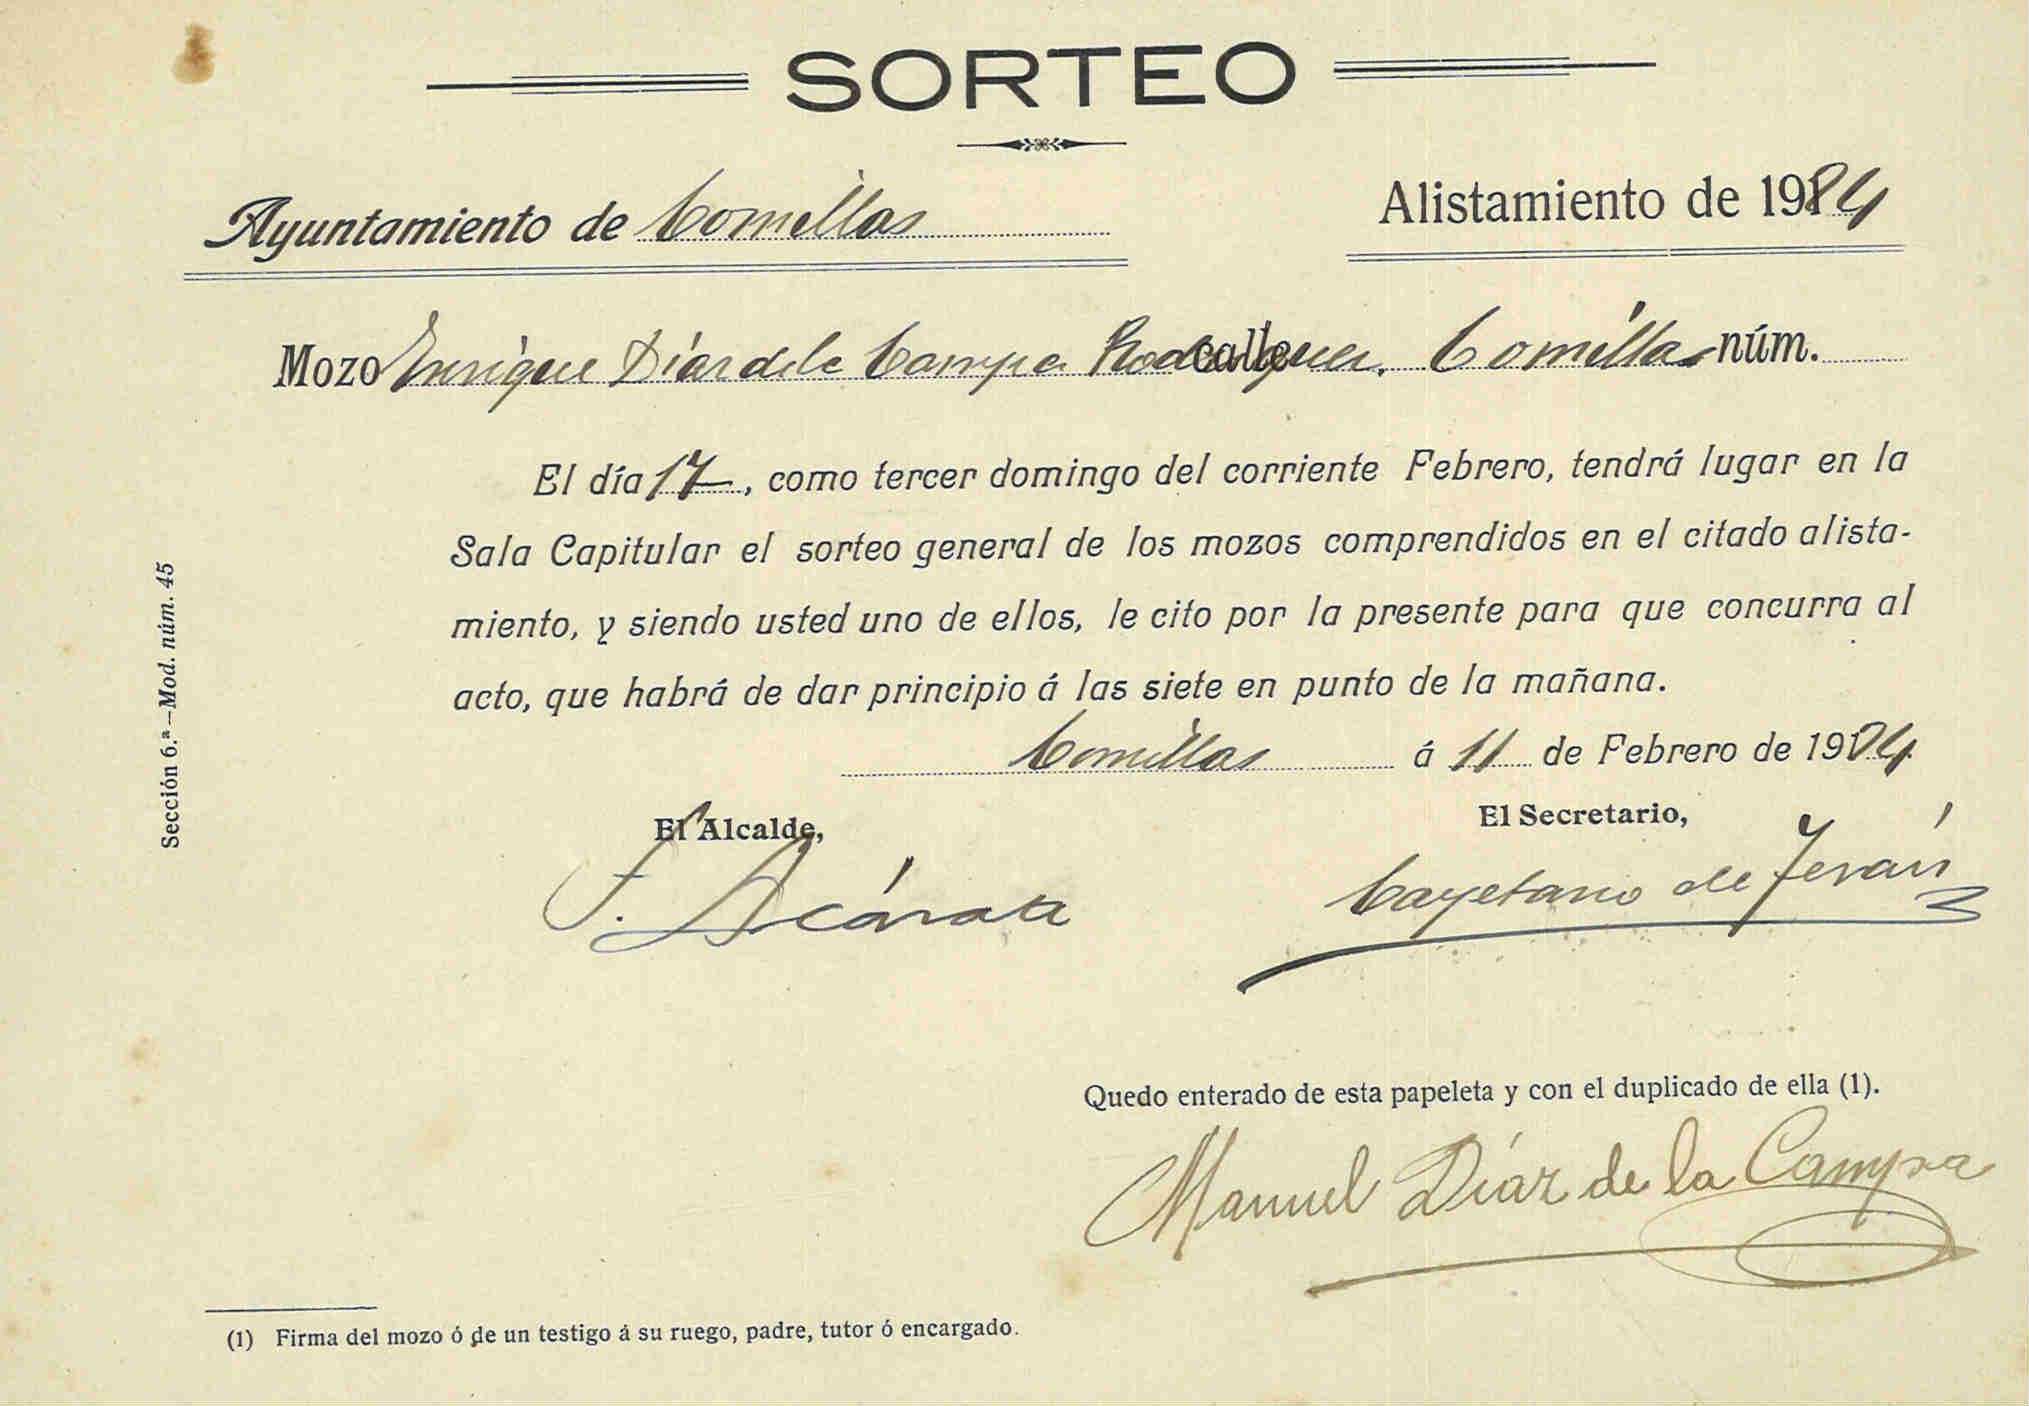 SORTEO
Ayuntamiento de Comillas
Alistamiento de 1924
Mozo Enrique Díaz de la Campa Rodriguez. calle Comillas núm.
El día 17, como tercer domingo del corriente Febrero, tendrá lugar en la
Sala Capitular el sorteo general de los mozos comprendidos en el citado alista-
miento, y siendo usted uno de ellos, le cito por la presente para que concurra al
acto, que habrá de dar principio á las siete en punto de la mañana.
Comillas á 11 de Febrero de 1924
El Alcalde,
El Secretario,
Cayetano de Terán
Sección 6.ª—Mod. núm. 45
Quedo enterado de esta papeleta y con el duplicado de ella (1).
Manuel Díaz de la Campa
(1) Firma del mozo ó de un testigo á su ruego, padre, tutor ó encargado.